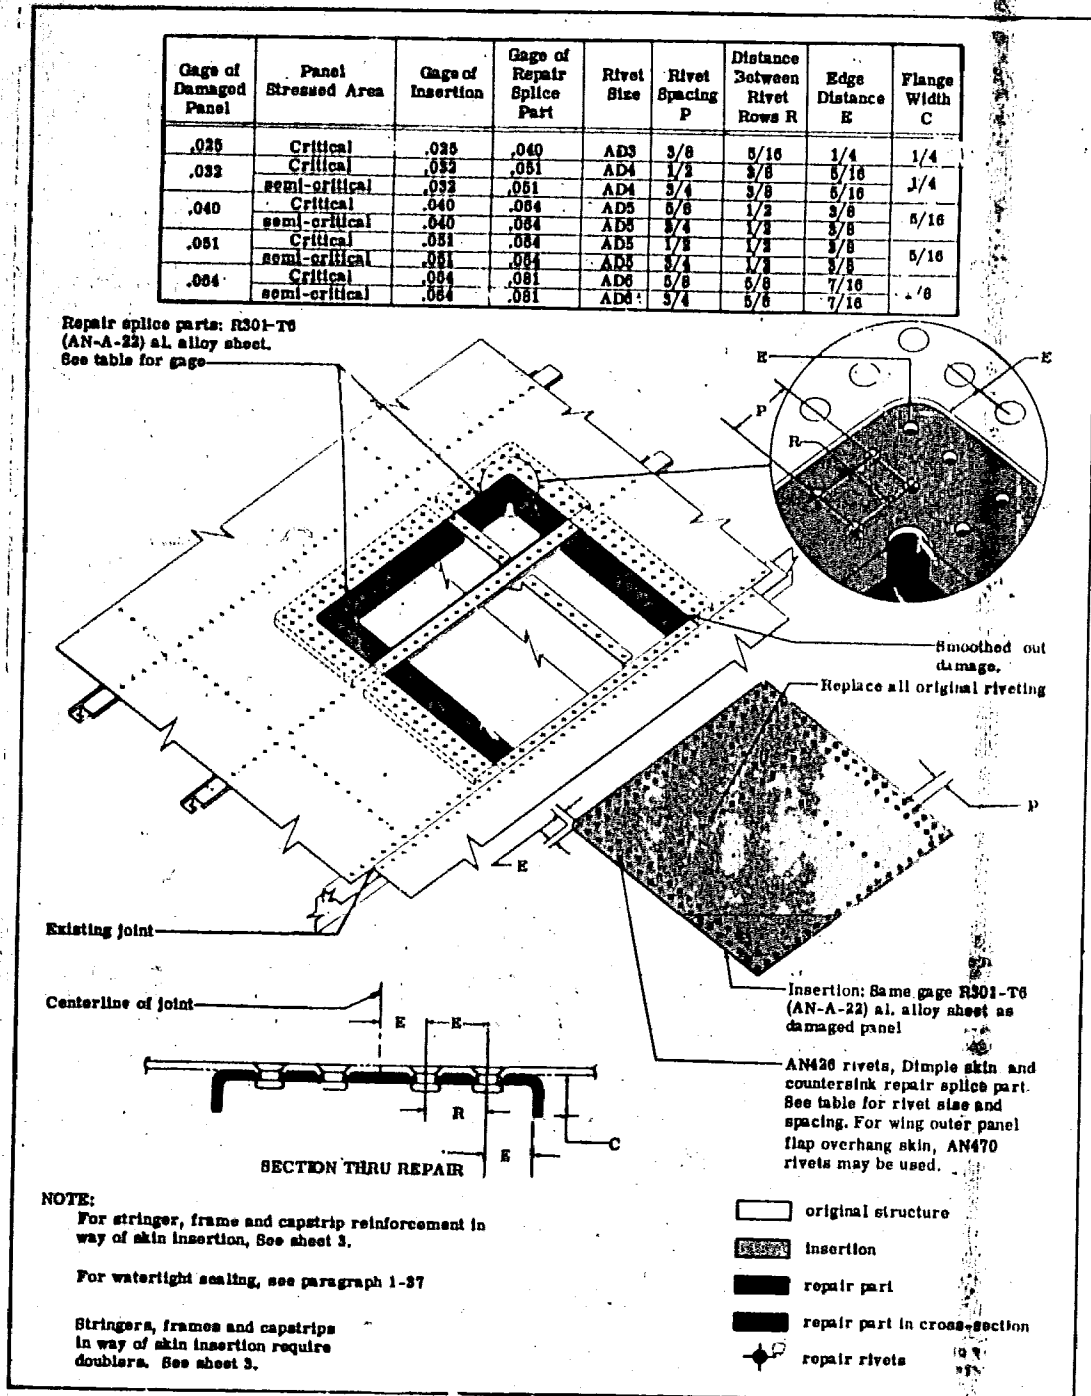 Gage of Damaged Panel | Panel Stressed Area | Gage of Insertion | Gage of Repair Splice Part | Rivet Size | Rivet Spacing P | Distance Between Rivet Rows R | Edge Distance E | Flange Width C
.025 | Critical | .025 | .040 | AD3 | 3/8 | 5/16 | 1/4 | 1/4
.032 | Critical | .032 | .051 | AD4 | 1/2 | 3/8 | 5/16 | 1/4
semi-critical | .032 | .051 | AD4 | 3/4 | 3/8 | 5/16
.040 | Critical | .040 | .064 | AD5 | 5/8 | 1/2 | 3/8 | 5/16
semi-critical | .040 | .064 | AD5 | 3/4 | 1/2 | 3/8
.051 | Critical | .051 | .064 | AD5 | 1/2 | 1/2 | 3/8 | 5/16
semi-critical | .051 | .064 | AD5 | 3/4 | 1/2 | 3/8
.064 | Critical | .064 | .081 | AD6 | 5/8 | 5/8 | 7/16
semi-critical | .064 | .081 | AD6 | 3/4 | 5/8 | 7/16
Repair splice parts: R301-T6
(AN-A-22) al. alloy sheet.
See table for gage
E
E
P
R
Smoothed out
damage.
Replace all original riveting
P
E
Existing joint
Centerline of joint
E
E
R
E
C
SECTION THRU REPAIR
Insertion: Same gage R301-T6
(AN-A-22) al. alloy sheet as
damaged panel
AN426 rivets, Dimple skin and
countersink repair splice part.
See table for rivet size and
spacing. For wing outer panel
flap overhang skin, AN470
rivets may be used.
NOTE:
For stringer, frame and capstrip reinforcement in
way of skin insertion, See sheet 3.
For watertight sealing, see paragraph 1-37
Stringers, frames and capstrips
in way of skin insertion require
doublers. See sheet 3.
original structure
insertion
repair part
repair part in cross-section
repair rivets